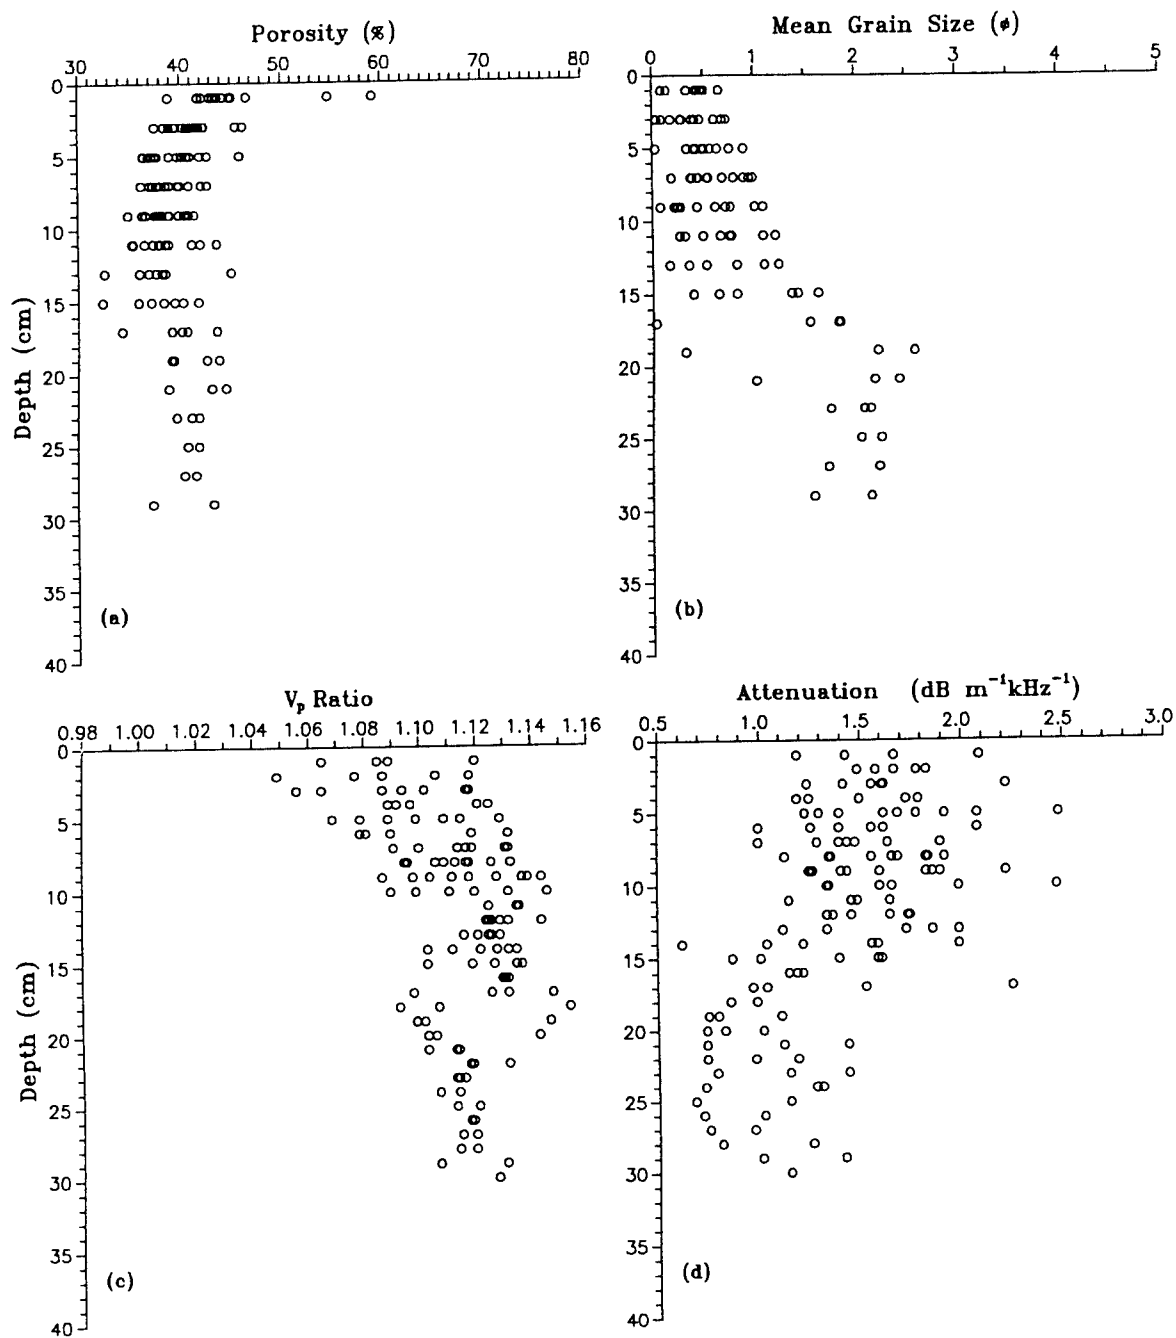 Porosity (%)
30 40 50 60 70 80
0
5
10
15
20
25
30
35
40
Depth (cm)
(a)
Mean Grain Size (ϕ)
0 1 2 3 4 5
0
5
10
15
20
25
30
35
40
(b)
Vp Ratio
0.98 1.00 1.02 1.04 1.06 1.08 1.10 1.12 1.14 1.16
0
5
10
15
20
25
30
35
40
Depth (cm)
(c)
Attenuation (dB m⁻¹kHz⁻¹)
0.5 1.0 1.5 2.0 2.5 3.0
0
5
10
15
20
25
30
35
40
(d)